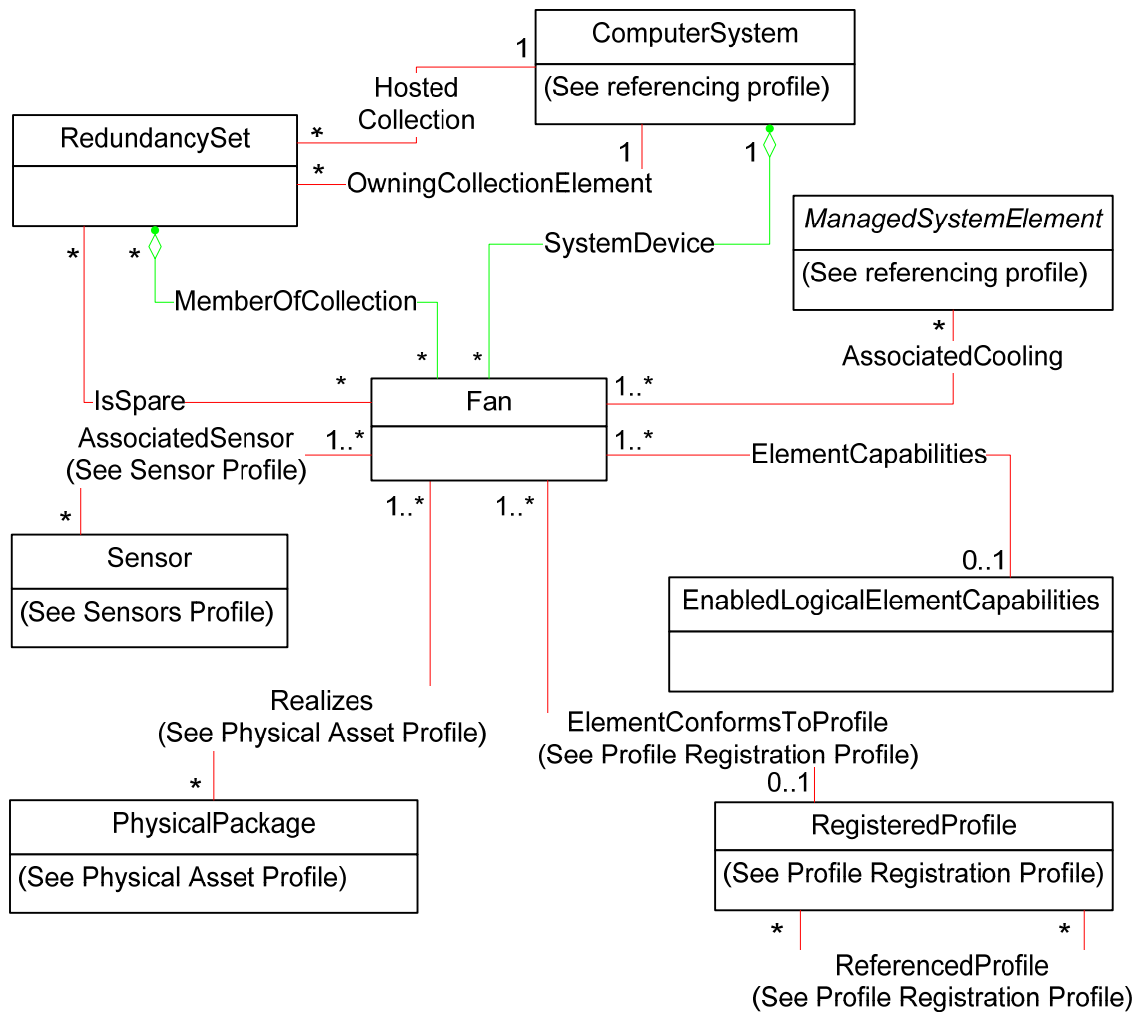 ComputerSystem
(See referencing profile)
1
Hosted
Collection
*
RedundancySet
*
OwningCollectionElement
1
1
ManagedSystemElement
(See referencing profile)
*
*
SystemDevice
MemberOfCollection
*
AssociatedCooling
*
*
*
1..*
Fan
IsSpare
AssociatedSensor
(See Sensor Profile)
1..*
1..*
ElementCapabilities
*
1..*
1..*
Sensor
(See Sensors Profile)
0..1
EnabledLogicalElementCapabilities
Realizes
(See Physical Asset Profile)
ElementConformsToProfile
(See Profile Registration Profile)
*
0..1
PhysicalPackage
(See Physical Asset Profile)
RegisteredProfile
(See Profile Registration Profile)
*
*
ReferencedProfile
(See Profile Registration Profile)